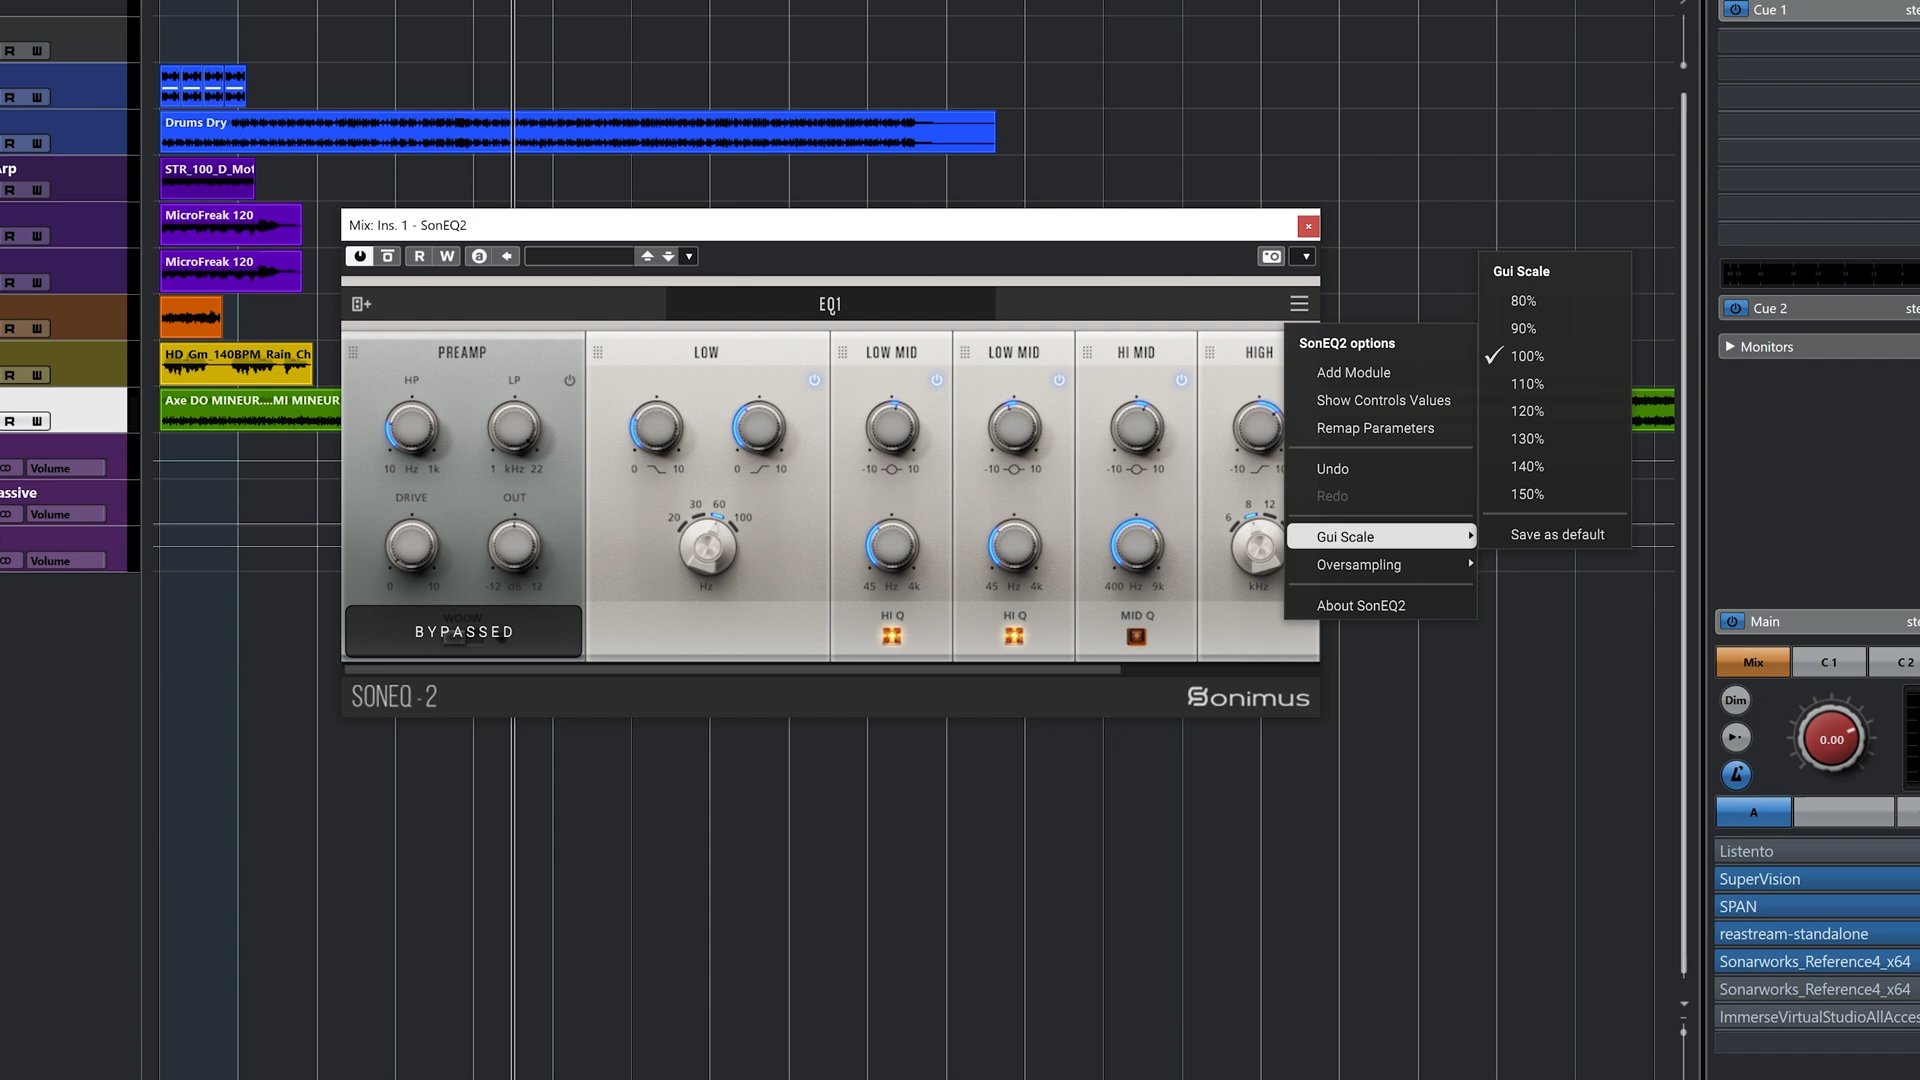 R W
R W
Drums Dry
R W
Arp
STR_100_D_Mot
R W
MicroFreak 120
R W
MicroFreak 120
R W
R W
HD_Gm_140BPM_Rain_Ch
R W
Axe DO MINEUR....MI MINEUR
R W
Volume
assive
Volume
Volume
Mix: Ins. 1 - SonEQ2
R W a
EQ1
PREAMP
HP LP
10 Hz 1k
1 kHz 22
DRIVE OUT
0 10
-12 dB 12
WOOW
BYPASSED
LOW
0 10
0 10
20 30 60 100
Hz
LOW MID
-10 10
45 Hz 4k
HI Q
LOW MID
-10 10
45 Hz 4k
HI Q
HI MID
-10 10
400 Hz 9k
MID Q
HIGH
-10 10
6 8 12
kHz
SONEQ - 2
Sonimus
SonEQ2 options
Add Module
Show Controls Values
Remap Parameters
Undo
Redo
Gui Scale
Oversampling
About SonEQ2
Gui Scale
80%
90%
100%
110%
120%
130%
140%
150%
Save as default
Cue 1 ste
Cue 2 ste
Monitors
Main ste
Mix C 1 C 2
Dim
0.00
A
Listento
SuperVision
SPAN
reastream-standalone
Sonarworks_Reference4_x64
Sonarworks_Reference4_x64
ImmerseVirtualStudioAllAcces